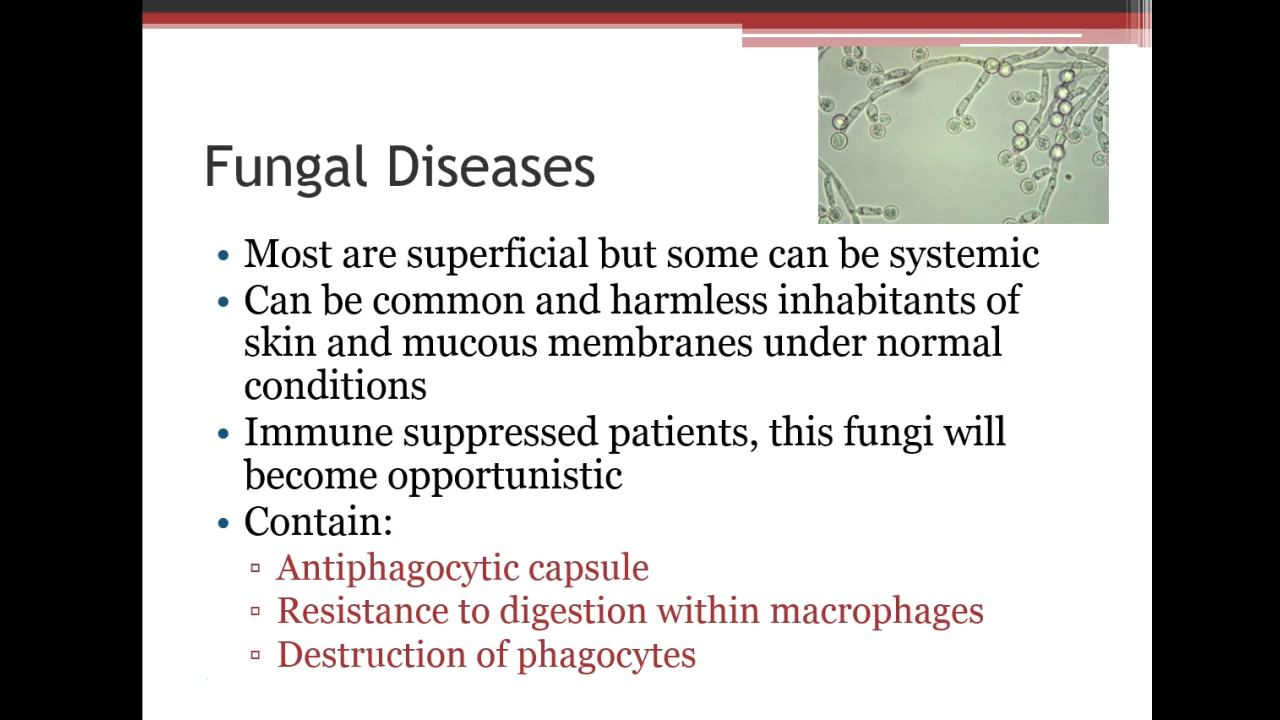 Fungal Diseases
• Most are superficial but some can be systemic
• Can be common and harmless inhabitants of
skin and mucous membranes under normal
conditions
• Immune suppressed patients, this fungi will
become opportunistic
• Contain:
▫ Antiphagocytic capsule
▫ Resistance to digestion within macrophages
▫ Destruction of phagocytes